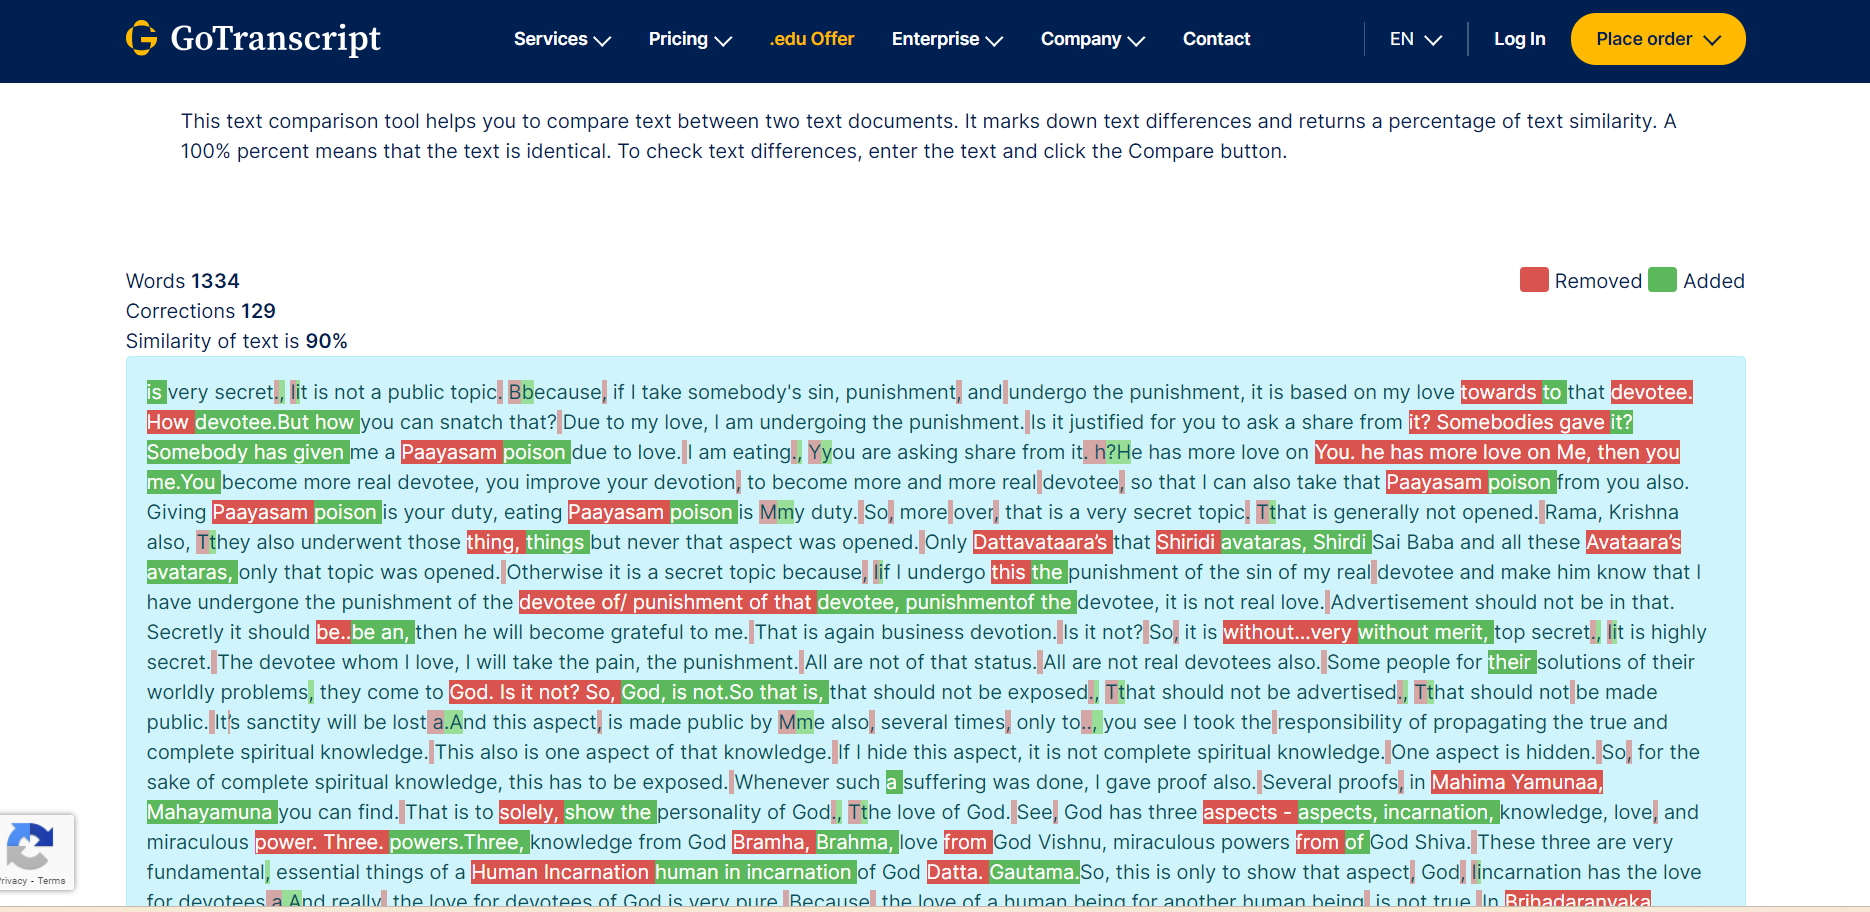 GoTranscript
Services Pricing .edu Offer Enterprise Company Contact EN Log In Place order
This text comparison tool helps you to compare text between two text documents. It marks down text differences and returns a percentage of text similarity. A
100% percent means that the text is identical. To check text differences, enter the text and click the Compare button.
Words 1334
Removed Added
Corrections 129
Similarity of text is 90%
is very secret., Iit is not a public topic. Bbecause, if I take somebody's sin, punishment, and undergo the punishment, it is based on my love towards to that devotee.
How devotee.But how you can snatch that? Due to my love, I am undergoing the punishment. Is it justified for you to ask a share from it? Somebodies gave it?
Somebody has given me a Paayasam poison due to love. I am eating., Yyou are asking share from it. h?He has more love on You. he has more love on Me, then you
me.You become more real devotee, you improve your devotion, to become more and more real devotee, so that I can also take that Paayasam poison from you also.
Giving Paayasam poison is your duty, eating Paayasam poison is Mmy duty. So, more over, that is a very secret topic. Tthat is generally not opened. Rama, Krishna
also, Tthey also underwent those thing, things but never that aspect was opened. Only Dattavataara's that Shiridi avataras, Shirdi Sai Baba and all these Avataara's
avataras, only that topic was opened. Otherwise it is a secret topic because, Iif I undergo this the punishment of the sin of my real devotee and make him know that I
have undergone the punishment of the devotee of/ punishment of that devotee, punishmentof the devotee, it is not real love. Advertisement should not be in that.
Secretly it should be..be an, then he will become grateful to me. That is again business devotion. Is it not? So, it is without...very without merit, top secret., Iit is highly
secret. The devotee whom I love, I will take the pain, the punishment. All are not of that status. All are not real devotees also. Some people for their solutions of their
worldly problems, they come to God. Is it not? So, God, is not.So that is, that should not be exposed., Tthat should not be advertised., Tthat should not be made
public. It's sanctity will be lost a.And this aspect, is made public by Mme also, several times, only to.., you see I took the responsibility of propagating the true and
complete spiritual knowledge. This also is one aspect of that knowledge. If I hide this aspect, it is not complete spiritual knowledge. One aspect is hidden. So, for the
sake of complete spiritual knowledge, this has to be exposed. Whenever such a suffering was done, I gave proof also. Several proofs, in Mahima Yamunaa,
Mahayamuna you can find. That is to solely, show the personality of God., Tthe love of God. See, God has three aspects - aspects, incarnation, knowledge, love, and
miraculous power. Three. powers.Three, knowledge from God Bramha, Brahma, love from God Vishnu, miraculous powers from of God Shiva. These three are very
fundamental, essential things of a Human Incarnation human in incarnation of God Datta. Gautama.So, this is only to show that aspect, God, Iincarnation has the love
for devotees a.And really, the love for devotees of God is very pure. Because, the love of a human being for another human being, is not true. In Brihadaranyaka
Privacy - Terms